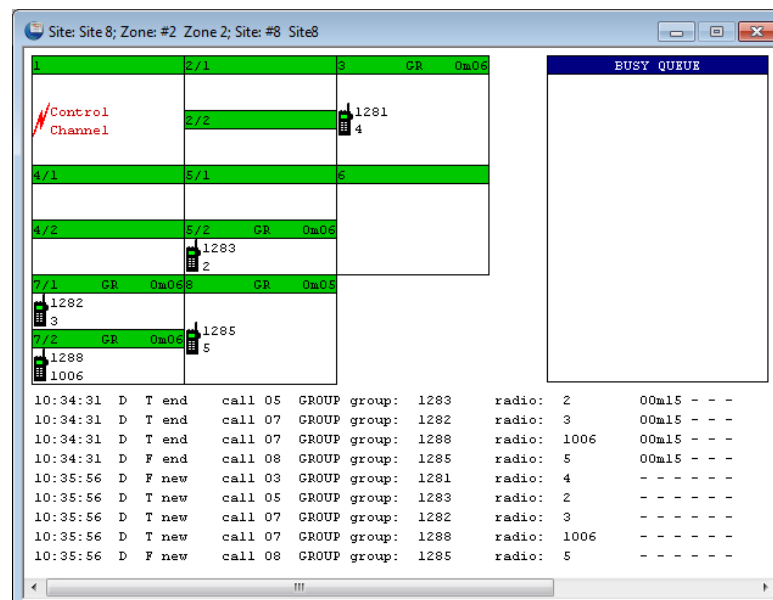 Site: Site 8; Zone: #2 Zone 2; Site: #8 Site8
1 2/1 3 GR 0m06 BUSY QUEUE
Control
Channel
2/2
1281
4
4/1 5/1 6
4/2 5/2 GR 0m06
1283
2
7/1 GR 0m06 8 GR 0m05
1282
3
7/2 GR 0m06
1285
5
1288
1006
10:34:31 D T end call 05 GROUP group: 1283 radio: 2 00m15 - - -
10:34:31 D T end call 07 GROUP group: 1282 radio: 3 00m15 - - -
10:34:31 D T end call 07 GROUP group: 1288 radio: 1006 00m15 - - -
10:34:31 D F end call 08 GROUP group: 1285 radio: 5 00m15 - - -
10:35:56 D F new call 03 GROUP group: 1281 radio: 4 - - - - - -
10:35:56 D T new call 05 GROUP group: 1283 radio: 2 - - - - - -
10:35:56 D T new call 07 GROUP group: 1282 radio: 3 - - - - - -
10:35:56 D T new call 07 GROUP group: 1288 radio: 1006 - - - - - -
10:35:56 D F new call 08 GROUP group: 1285 radio: 5 - - - - - -